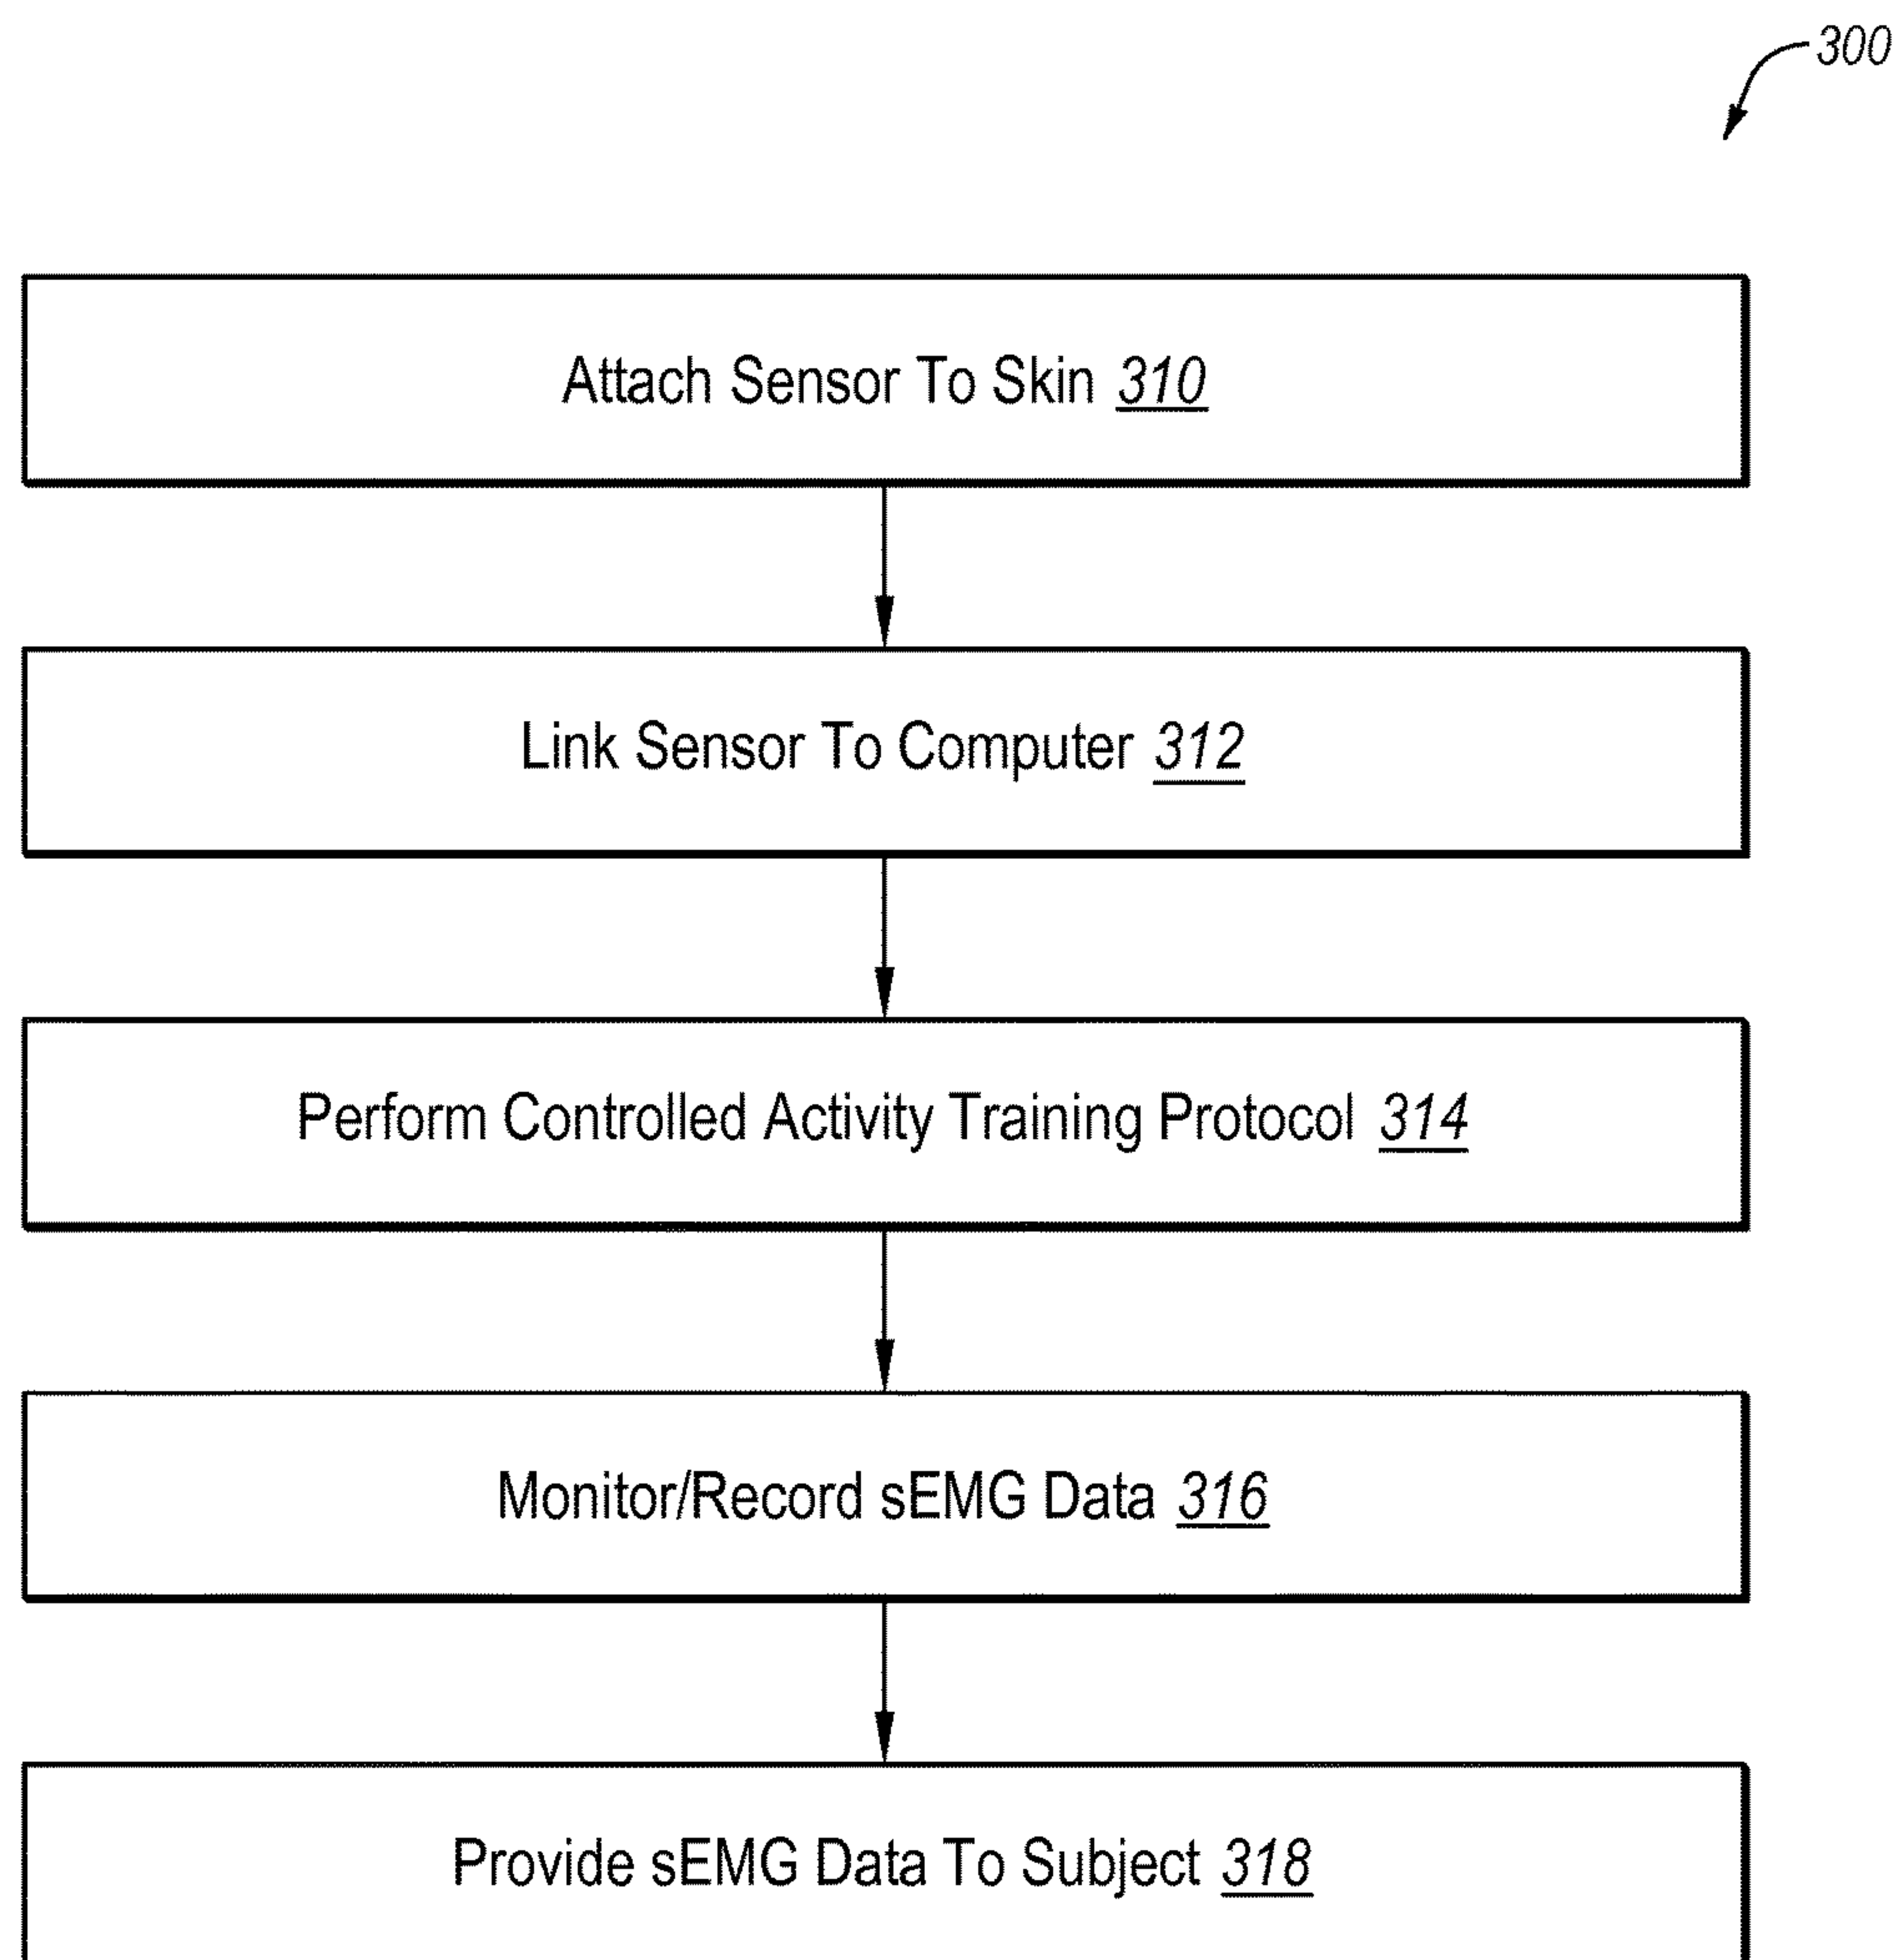 300
Attach Sensor To Skin 310
Link Sensor To Computer 312
Perform Controlled Activity Training Protocol 314
Monitor/Record sEMG Data 316
Provide sEMG Data To Subject 318